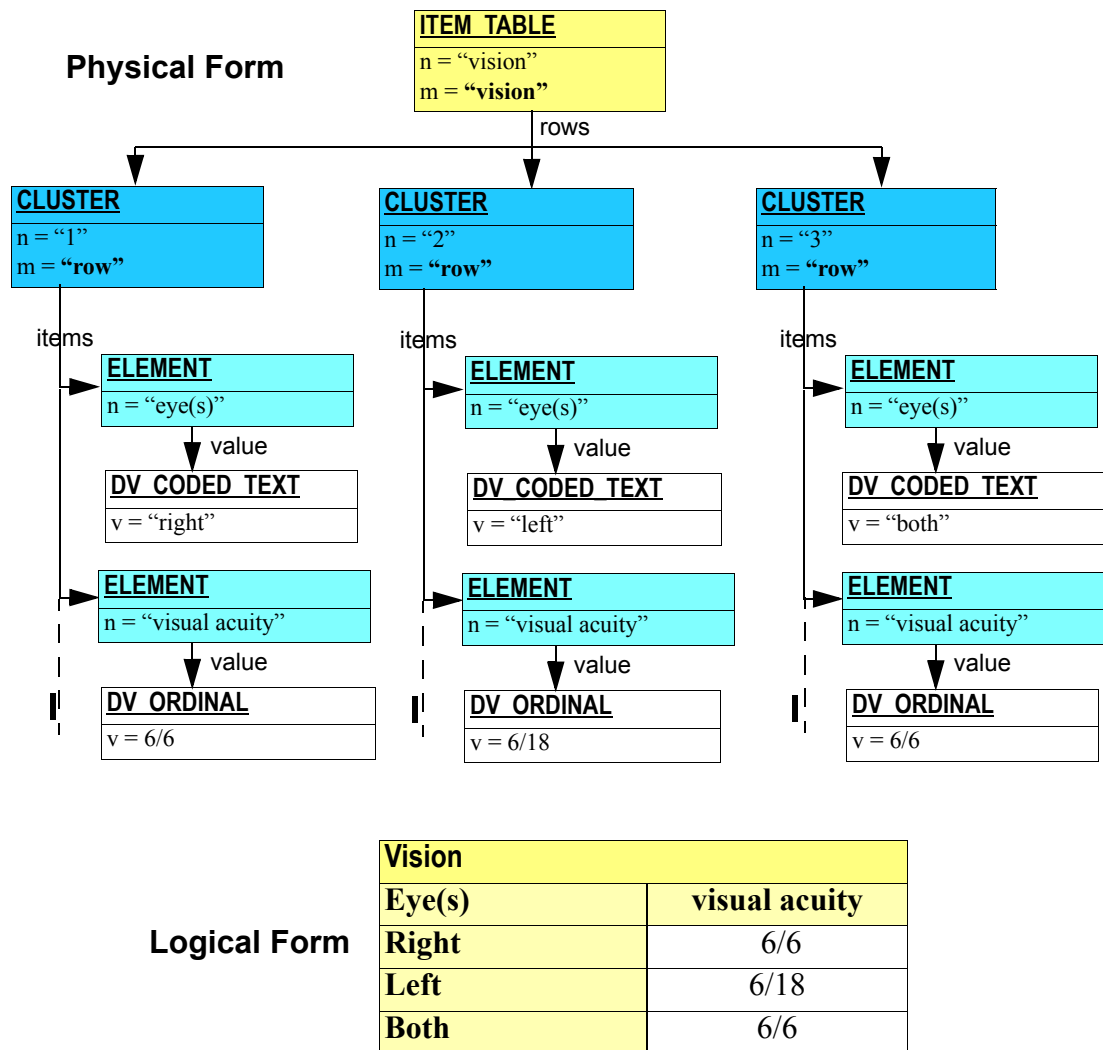 ITEM_TABLE
Physical Form
n = “vision”
m = “vision”
rows
CLUSTER
n = “1”
m = “row”
items
ELEMENT
n = “eye(s)”
value
DV_CODED_TEXT
v = “right”
ELEMENT
n = “visual acuity”
value
DV_ORDINAL
v = 6/6
CLUSTER
n = “2”
m = “row”
items
ELEMENT
n = “eye(s)”
value
DV_CODED_TEXT
v = “left”
ELEMENT
n = “visual acuity”
value
DV_ORDINAL
v = 6/18
CLUSTER
n = “3”
m = “row”
items
ELEMENT
n = “eye(s)”
value
DV_CODED_TEXT
v = “both”
ELEMENT
n = “visual acuity”
value
DV_ORDINAL
v = 6/6
Logical Form
Vision
Eye(s) visual acuity
Right 6/6
Left 6/18
Both 6/6